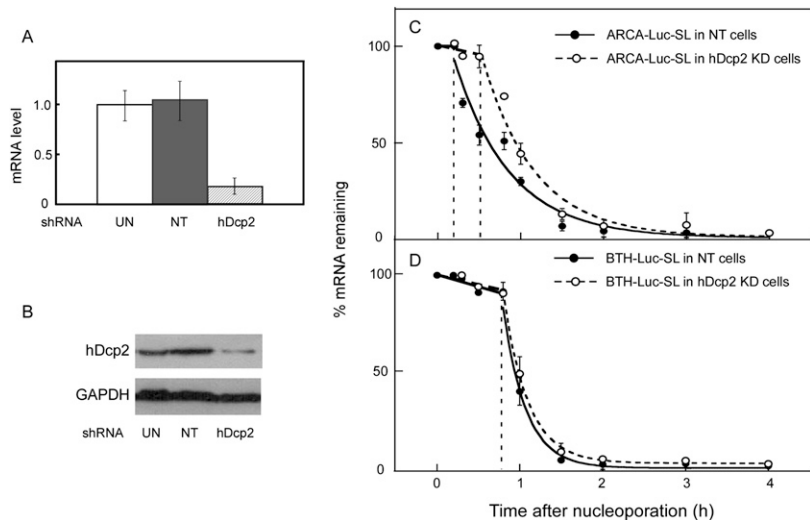 A
mRNA level
1.0
0.5
0
shRNA UN NT hDcp2
B
hDcp2
GAPDH
shRNA UN NT hDcp2
C
ARCA-Luc-SL in NT cells
ARCA-Luc-SL in hDcp2 KD cells
100
50
0
% mRNA remaining
D
BTH-Luc-SL in NT cells
BTH-Luc-SL in hDcp2 KD cells
100
50
0
0 1 2 3 4
Time after nucleoporation (h)